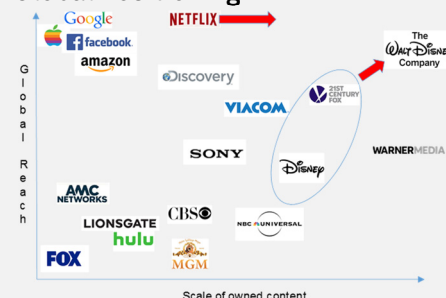 Google
NETFLIX
facebook
amazon
The
WALT DISNEY
Company
Discovery
21ST
CENTURY
FOX
VIACOM
SONY
WARNERMEDIA
DISNEY
AMC
NETWORKS
LIONSGATE
CBS
hulu
NBC UNIVERSAL
FOX
MGM
Global
Reach
Scale of owned content